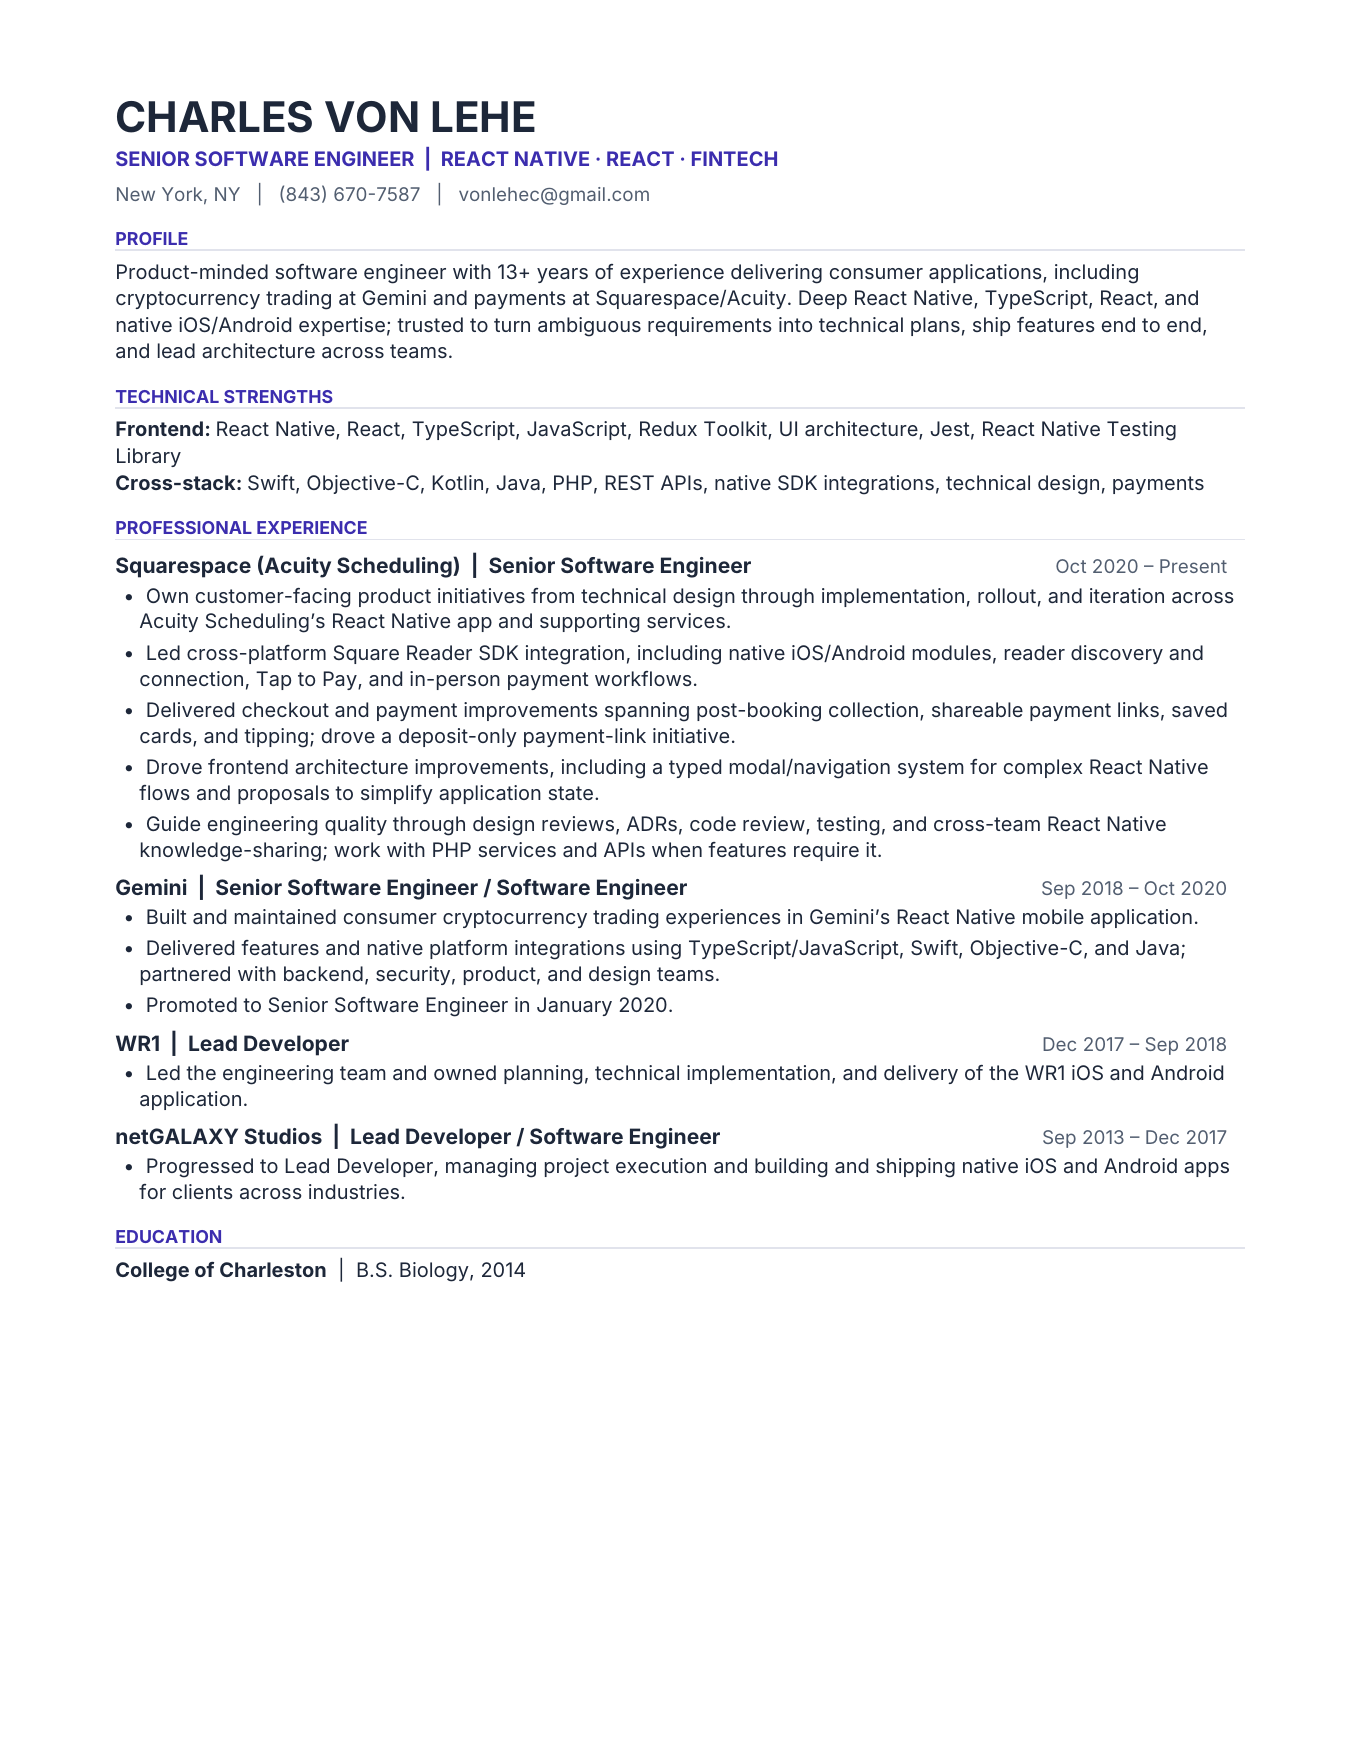 CHARLES VON LEHE
SENIOR SOFTWARE ENGINEER | REACT NATIVE · REACT · FINTECH
New York, NY | (843) 670-7587 | vonlehec@gmail.com
PROFILE
Product-minded software engineer with 13+ years of experience delivering consumer applications, including
cryptocurrency trading at Gemini and payments at Squarespace/Acuity. Deep React Native, TypeScript, React, and
native iOS/Android expertise; trusted to turn ambiguous requirements into technical plans, ship features end to end,
and lead architecture across teams.
TECHNICAL STRENGTHS
Frontend: React Native, React, TypeScript, JavaScript, Redux Toolkit, UI architecture, Jest, React Native Testing
Library
Cross-stack: Swift, Objective-C, Kotlin, Java, PHP, REST APIs, native SDK integrations, technical design, payments
PROFESSIONAL EXPERIENCE
Squarespace (Acuity Scheduling) | Senior Software Engineer Oct 2020 – Present
• Own customer-facing product initiatives from technical design through implementation, rollout, and iteration across
Acuity Scheduling’s React Native app and supporting services.
• Led cross-platform Square Reader SDK integration, including native iOS/Android modules, reader discovery and
connection, Tap to Pay, and in-person payment workflows.
• Delivered checkout and payment improvements spanning post-booking collection, shareable payment links, saved
cards, and tipping; drove a deposit-only payment-link initiative.
• Drove frontend architecture improvements, including a typed modal/navigation system for complex React Native
flows and proposals to simplify application state.
• Guide engineering quality through design reviews, ADRs, code review, testing, and cross-team React Native
knowledge-sharing; work with PHP services and APIs when features require it.
Gemini | Senior Software Engineer / Software Engineer Sep 2018 – Oct 2020
• Built and maintained consumer cryptocurrency trading experiences in Gemini’s React Native mobile application.
• Delivered features and native platform integrations using TypeScript/JavaScript, Swift, Objective-C, and Java;
partnered with backend, security, product, and design teams.
• Promoted to Senior Software Engineer in January 2020.
WR1 | Lead Developer Dec 2017 – Sep 2018
• Led the engineering team and owned planning, technical implementation, and delivery of the WR1 iOS and Android
application.
netGALAXY Studios | Lead Developer / Software Engineer Sep 2013 – Dec 2017
• Progressed to Lead Developer, managing project execution and building and shipping native iOS and Android apps
for clients across industries.
EDUCATION
College of Charleston | B.S. Biology, 2014